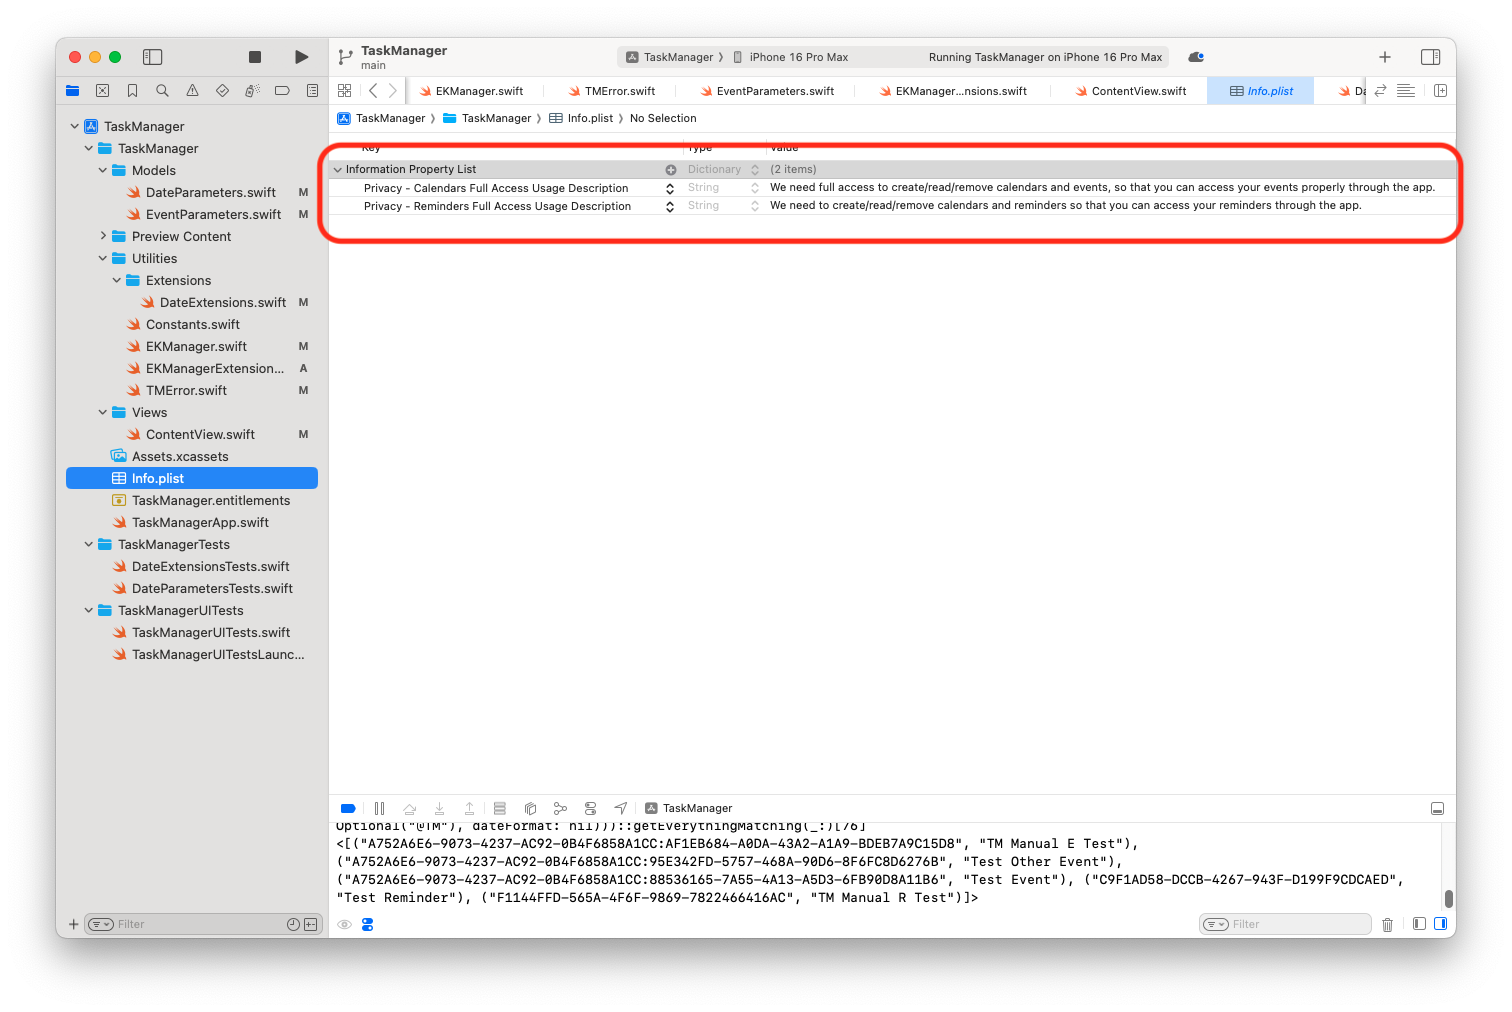 TaskManager
main
TaskManager 〉 iPhone 16 Pro Max
Running TaskManager on iPhone 16 Pro Max
EKManager.swift
TMError.swift
EventParameters.swift
EKManager...nsions.swift
ContentView.swift
Info.plist
Da
TaskManager 〉 TaskManager 〉 Info.plist 〉 No Selection
TaskManager
TaskManager
Models
DateParameters.swift M
EventParameters.swift M
Preview Content
Utilities
Extensions
DateExtensions.swift M
Constants.swift
EKManager.swift M
EKManagerExtension... A
TMError.swift M
Views
ContentView.swift M
Assets.xcassets
Info.plist
TaskManager.entitlements
TaskManagerApp.swift
TaskManagerTests
DateExtensionsTests.swift
DateParametersTests.swift
TaskManagerUITests
TaskManagerUITests.swift
TaskManagerUITestsLaunc...
Filter
Key Type Value
Information Property List Dictionary (2 items)
Privacy - Calendars Full Access Usage Description String We need full access to create/read/remove calendars and events, so that you can access your events properly through the app.
Privacy - Reminders Full Access Usage Description String We need to create/read/remove calendars and reminders so that you can access your reminders through the app.
TaskManager
Optional("@TM"), dateFormat: nil)))::getEverythingMatching(_:)[76]
<[("A752A6E6-9073-4237-AC92-0B4F6858A1CC:AF1EB684-A0DA-43A2-A1A9-BDEB7A9C15D8", "TM Manual E Test"),
("A752A6E6-9073-4237-AC92-0B4F6858A1CC:95E342FD-5757-468A-90D6-8F6FC8D6276B", "Test Other Event"),
("A752A6E6-9073-4237-AC92-0B4F6858A1CC:88536165-7A55-4A13-A5D3-6FB90D8A11B6", "Test Event"), ("C9F1AD58-DCCB-4267-943F-D199F9CDCAED",
"Test Reminder"), ("F1144FFD-565A-4F6F-9869-7822466416AC", "TM Manual R Test")]>
Filter